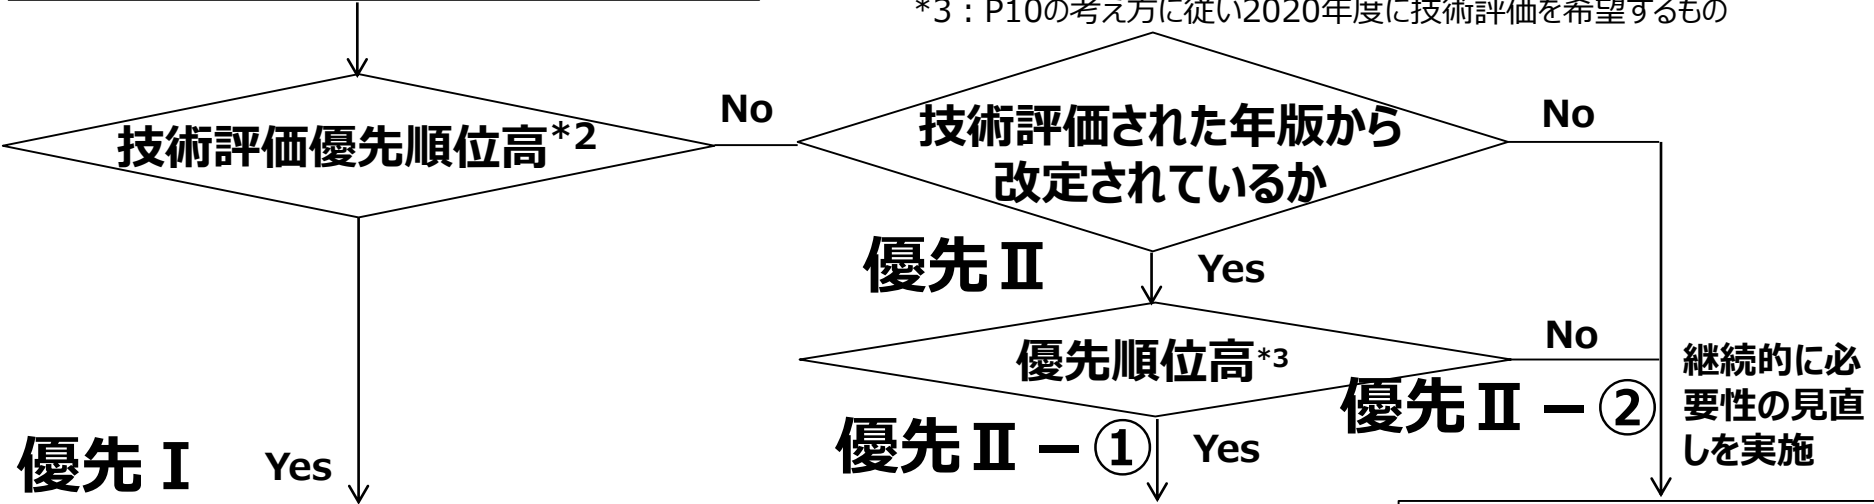 *3：P10の考え方に従い2020年度に技術評価を希望するもの
技術評価優先順位高*2
No
技術評価された年版から
改定されているか
No
優先Ⅱ
Yes
優先順位高*3
No
継続的に必
要性の見直
しを実施
優先Ⅰ
Yes
優先Ⅱ－①
Yes
優先Ⅱ－②